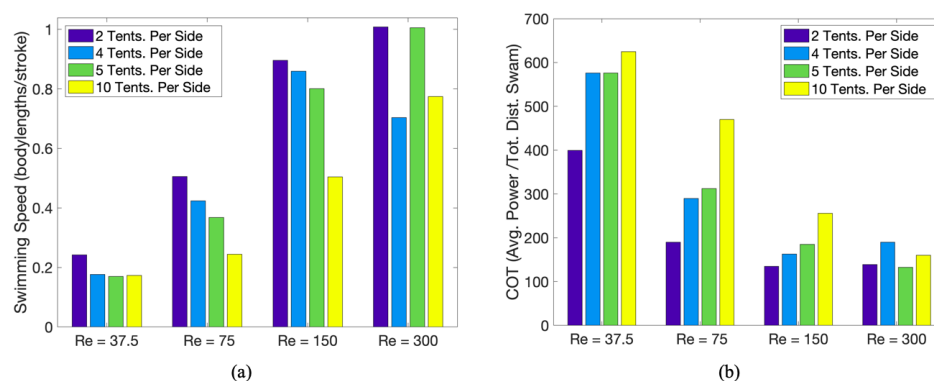 Swimming Speed (bodylengths/stroke)
1
0.8
0.6
0.4
0.2
0
2 Tents. Per Side
4 Tents. Per Side
5 Tents. Per Side
10 Tents. Per Side
Re = 37.5 Re = 75 Re = 150 Re = 300
(a)
COT (Avg. Power /Tot. Dist. Swam)
700
600
500
400
300
200
100
0
2 Tents. Per Side
4 Tents. Per Side
5 Tents. Per Side
10 Tents. Per Side
Re = 37.5 Re = 75 Re = 150 Re = 300
(b)